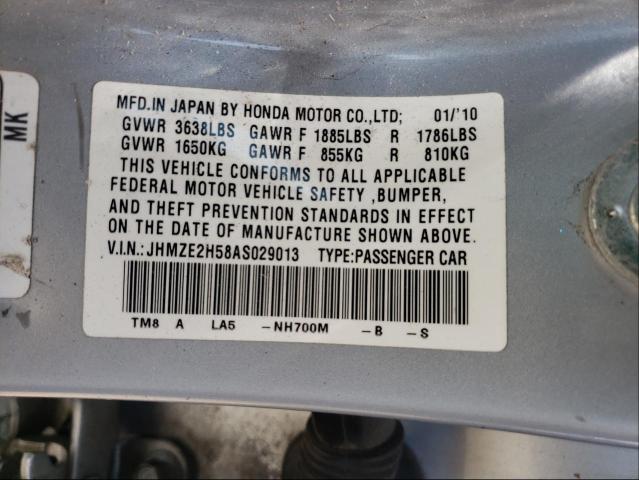 MFD.IN JAPAN BY HONDA MOTOR CO.,LTD; 01/'10
GVWR 3638LBS GAWR F 1885LBS R 1786LBS
GVWR 1650KG GAWR F 855KG R 810KG
THIS VEHICLE CONFORMS TO ALL APPLICABLE
FEDERAL MOTOR VEHICLE SAFETY ,BUMPER,
AND THEFT PREVENTION STANDARDS IN EFFECT
ON THE DATE OF MANUFACTURE SHOWN ABOVE.
V.I.N.: JHMZE2H58AS029013 TYPE:PASSENGER CAR
TM8 A LA5 -NH700M -B -S
MK